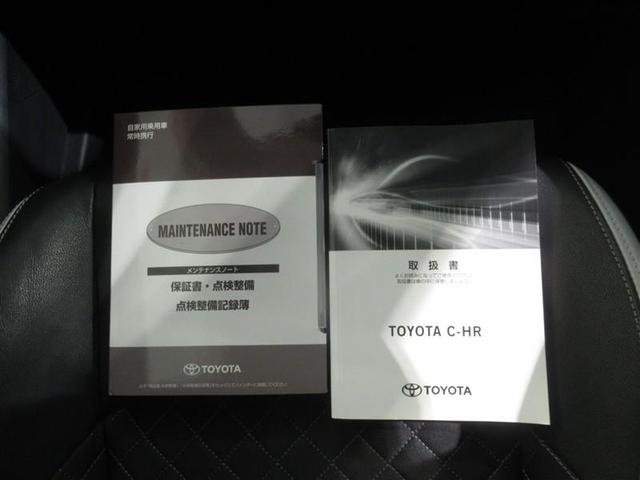 自家用乗用車
常時携行
MAINTENANCE NOTE
メンテナンスノート
保証書・点検整備
点検整備記録簿
TOYOTA
取扱書
TOYOTA C-HR
TOYOTA